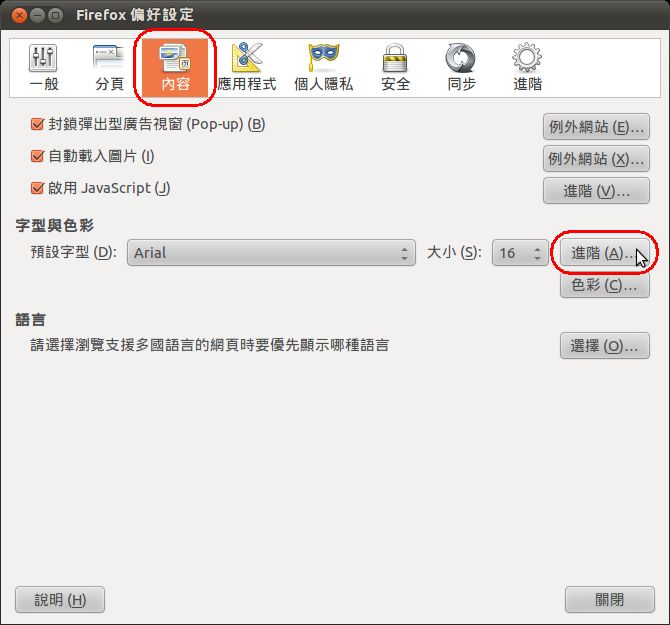 Firefox 偏好設定
一般 分頁 內容 應用程式 個人隱私 安全 同步 進階
封鎖彈出型廣告視窗 (Pop-up) (B) 例外網站 (E)...
自動載入圖片 (I) 例外網站 (X)...
啟用 JavaScript (J) 進階 (V)...
字型與色彩
預設字型 (D): Arial 大小 (S): 16 進階 (A)...
色彩 (C)...
語言
請選擇瀏覽支援多國語言的網頁時要優先顯示哪種語言 選擇 (O)...
說明 (H) 關閉